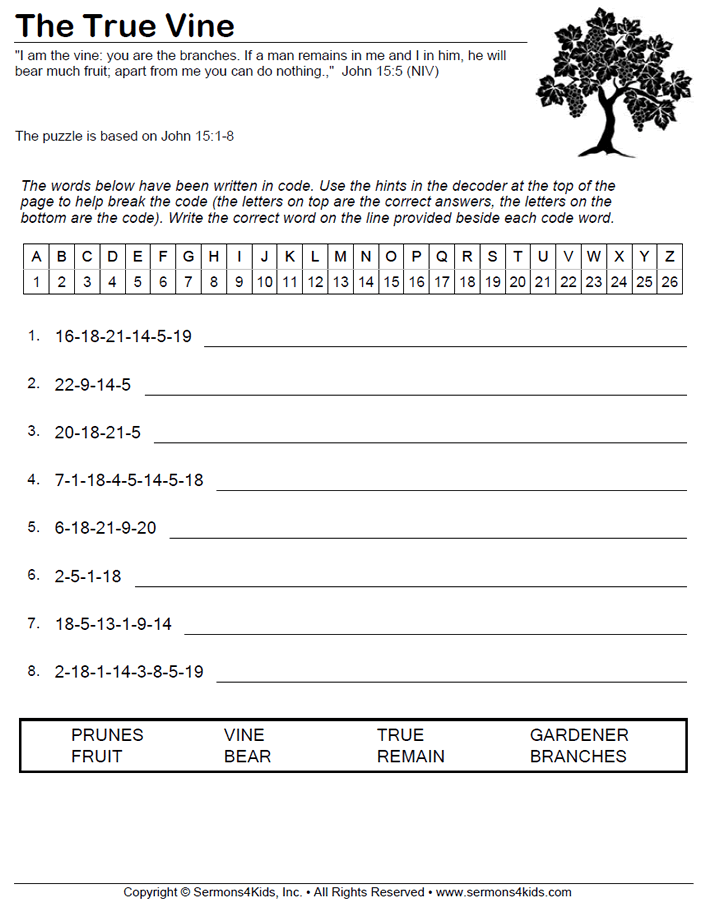 The True Vine
"I am the vine: you are the branches. If a man remains in me and I in him, he will
bear much fruit; apart from me you can do nothing.," John 15:5 (NIV)
The puzzle is based on John 15:1-8
The words below have been written in code. Use the hints in the decoder at the top of the
page to help break the code (the letters on top are the correct answers, the letters on the
bottom are the code). Write the correct word on the line provided beside each code word.
A B C D E F G H I J K L M N O P Q R S T U V W X Y Z
1 2 3 4 5 6 7 8 9 10 11 12 13 14 15 16 17 18 19 20 21 22 23 24 25 26
1. 16-18-21-14-5-19
2. 22-9-14-5
3. 20-18-21-5
4. 7-1-18-4-5-14-5-18
5. 6-18-21-9-20
6. 2-5-1-18
7. 18-5-13-1-9-14
8. 2-18-1-14-3-8-5-19
PRUNES VINE TRUE GARDENER
FRUIT BEAR REMAIN BRANCHES
Copyright © Sermons4Kids, Inc. • All Rights Reserved • www.sermons4kids.com